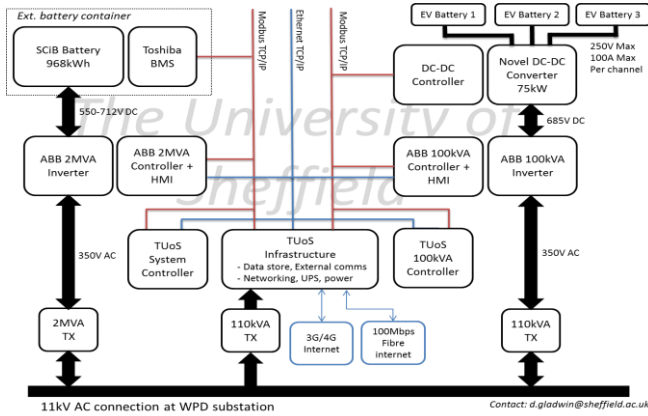 Ext. battery container
SCiB Battery
968kWh
Toshiba
BMS
Modbus TCP/IP
Ethernet TCP/IP
Modbus TCP/IP
EV Battery 1
EV Battery 2
EV Battery 3
250V Max
100A Max
Per channel
DC-DC
Controller
Novel DC-DC
Converter
75kW
550-712V DC
685V DC
The University of
Sheffield
ABB 2MVA
Inverter
ABB 2MVA
Controller +
HMI
ABB 100kVA
Controller +
HMI
ABB 100kVA
Inverter
350V AC
350V AC
TUoS
System
Controller
TUoS
Infrastructure
- Data store, External comms
- Networking, UPS, power
TUoS
100kVA
Controller
2MVA
TX
110kVA
TX
3G/4G
Internet
100Mbps
Fibre
internet
110kVA
TX
11kV AC connection at WPD substation
Contact: d.gladwin@sheffield.ac.uk